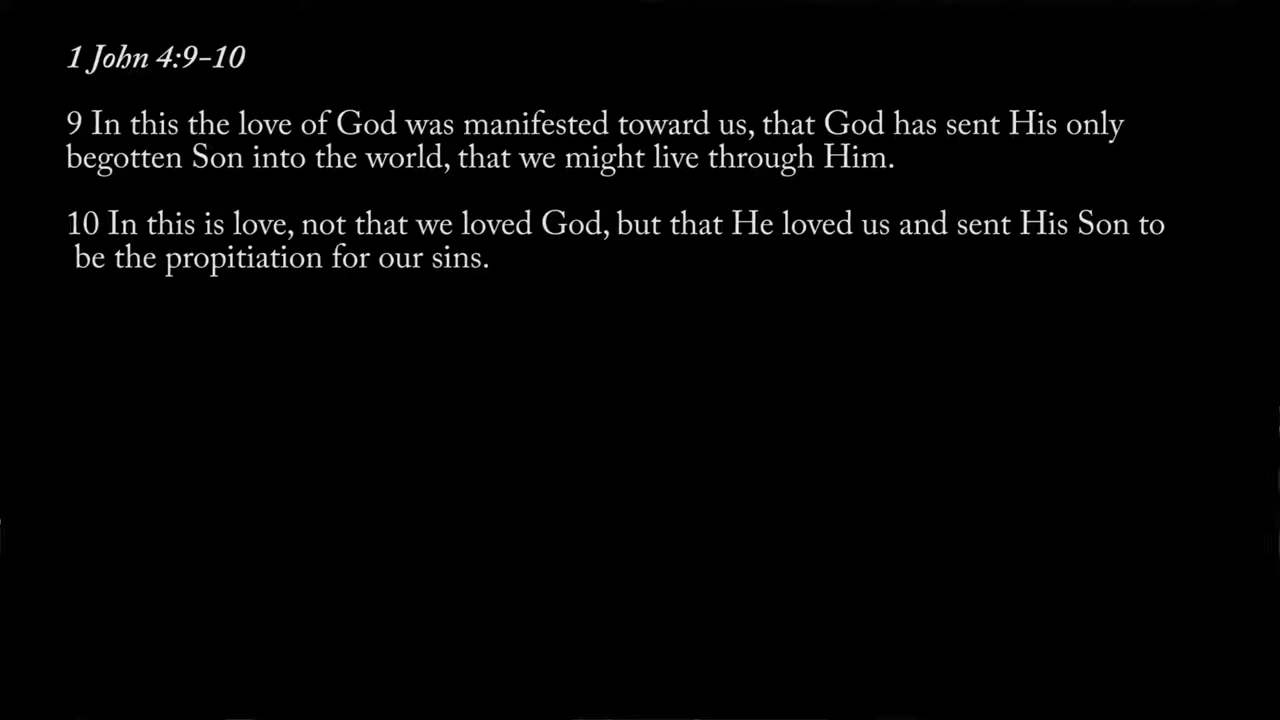 1 John 4:9-10
9 In this the love of God was manifested toward us, that God has sent His only
begotten Son into the world, that we might live through Him.
10 In this is love, not that we loved God, but that He loved us and sent His Son to
be the propitiation for our sins.